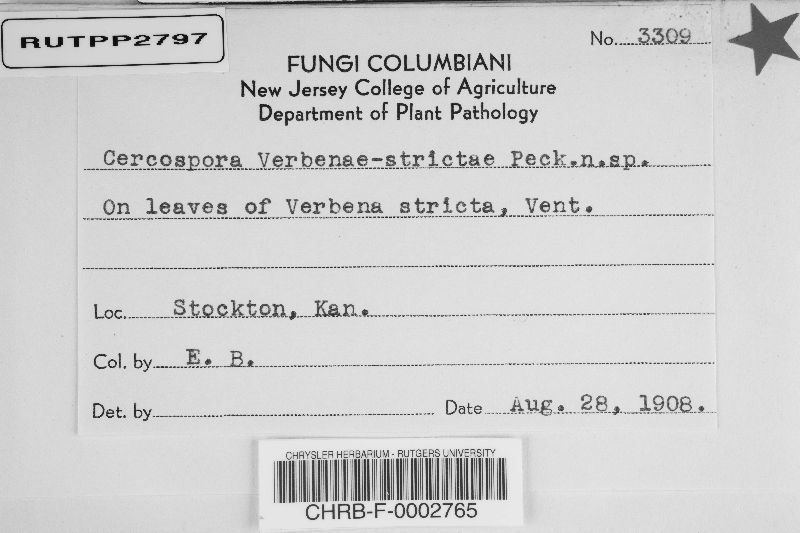 RUTPP2797
No. 3309
FUNGI COLUMBIANI
New Jersey College of Agriculture
Department of Plant Pathology
Cercospora Verbenae-strictae Peck.n.sp.
On leaves of Verbena stricta, Vent.
Loc. Stockton, Kan.
Col. by E. B.
Det. by Date Aug. 28, 1908.
CHRYSLER HERBARIUM - RUTGERS UNIVERSITY
CHRB-F-0002765